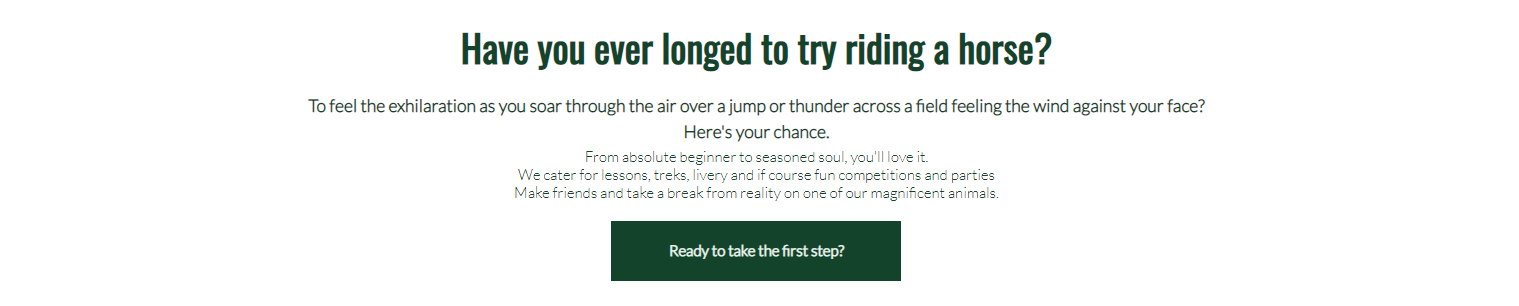 Have you ever longed to try riding a horse?
To feel the exhilaration as you soar through the air over a jump or thunder across a field feeling the wind against your face?
Here's your chance.
From absolute beginner to seasoned soul, you'll love it.
We cater for lessons, treks, livery and if course fun competitions and parties
Make friends and take a break from reality on one of our magnificent animals.
Ready to take the first step?